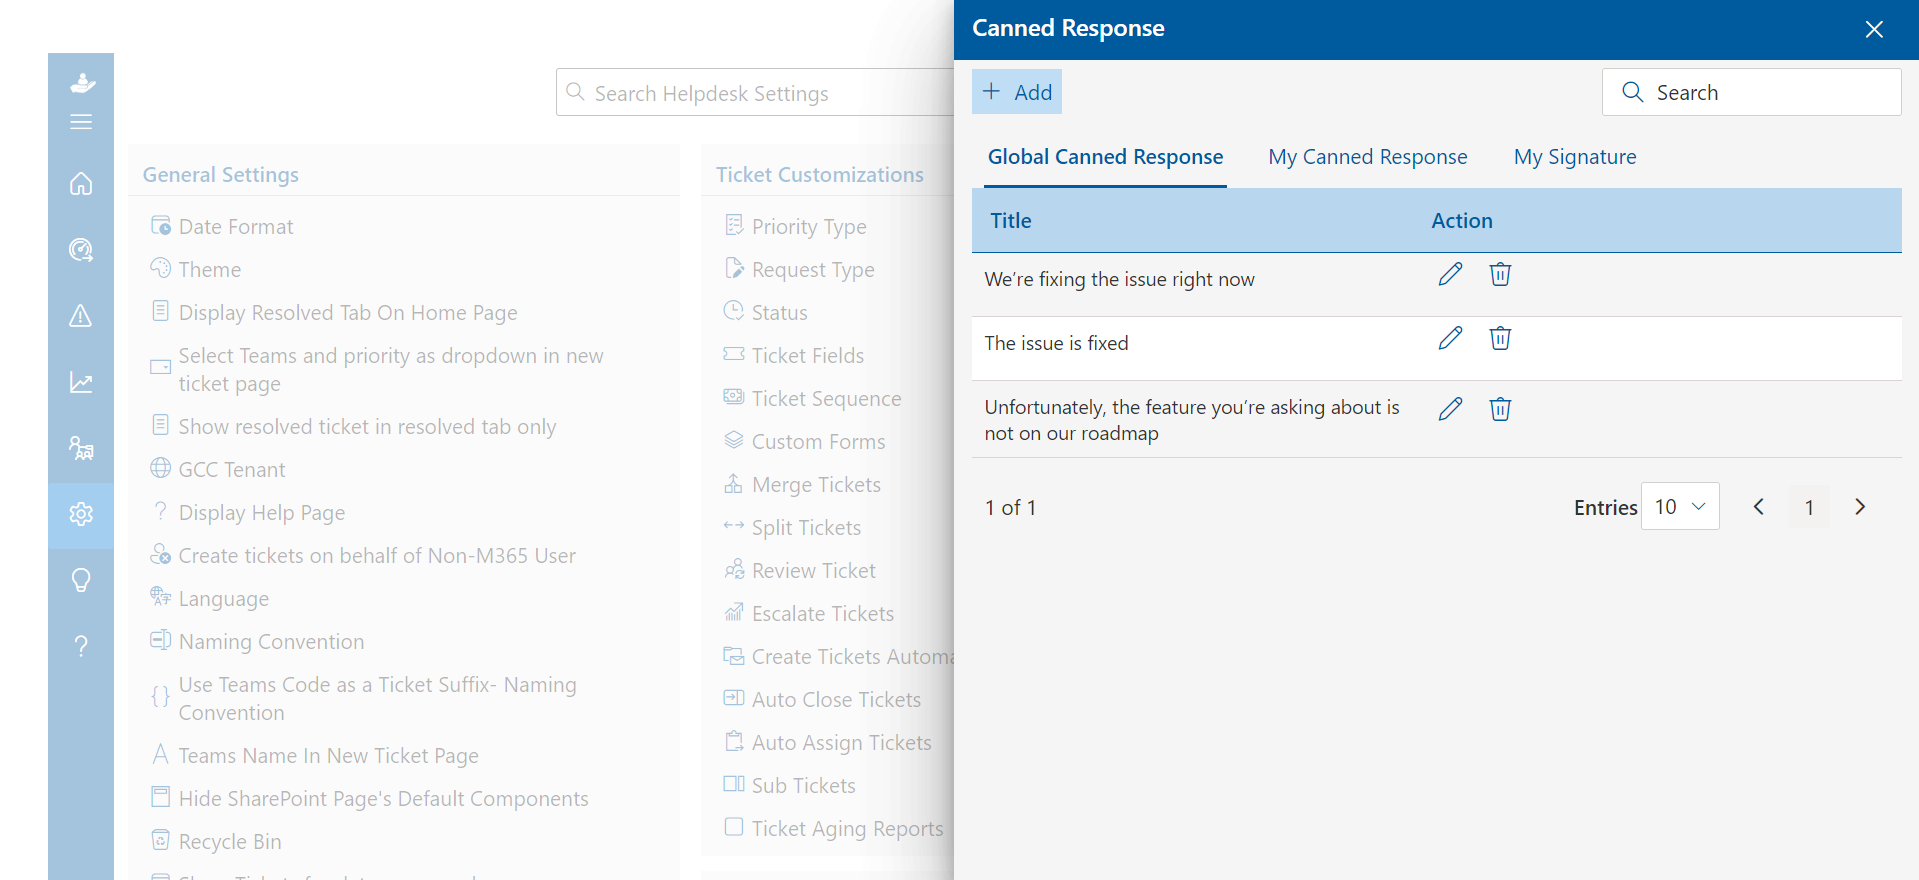 Canned Response
Search Helpdesk Settings
+ Add
Search
Global Canned Response
My Canned Response
My Signature
General Settings
Date Format
Theme
Display Resolved Tab On Home Page
Select Teams and priority as dropdown in new
ticket page
Show resolved ticket in resolved tab only
GCC Tenant
Display Help Page
Create tickets on behalf of Non-M365 User
Language
Naming Convention
Use Teams Code as a Ticket Suffix- Naming
Convention
Teams Name In New Ticket Page
Hide SharePoint Page's Default Components
Recycle Bin
Ticket Customizations
Priority Type
Request Type
Status
Ticket Fields
Ticket Sequence
Custom Forms
Merge Tickets
Split Tickets
Review Ticket
Escalate Tickets
Create Tickets Automa
Auto Close Tickets
Auto Assign Tickets
Sub Tickets
Ticket Aging Reports
Title Action
We’re fixing the issue right now
The issue is fixed
Unfortunately, the feature you’re asking about is
not on our roadmap
1 of 1
Entries 10
1